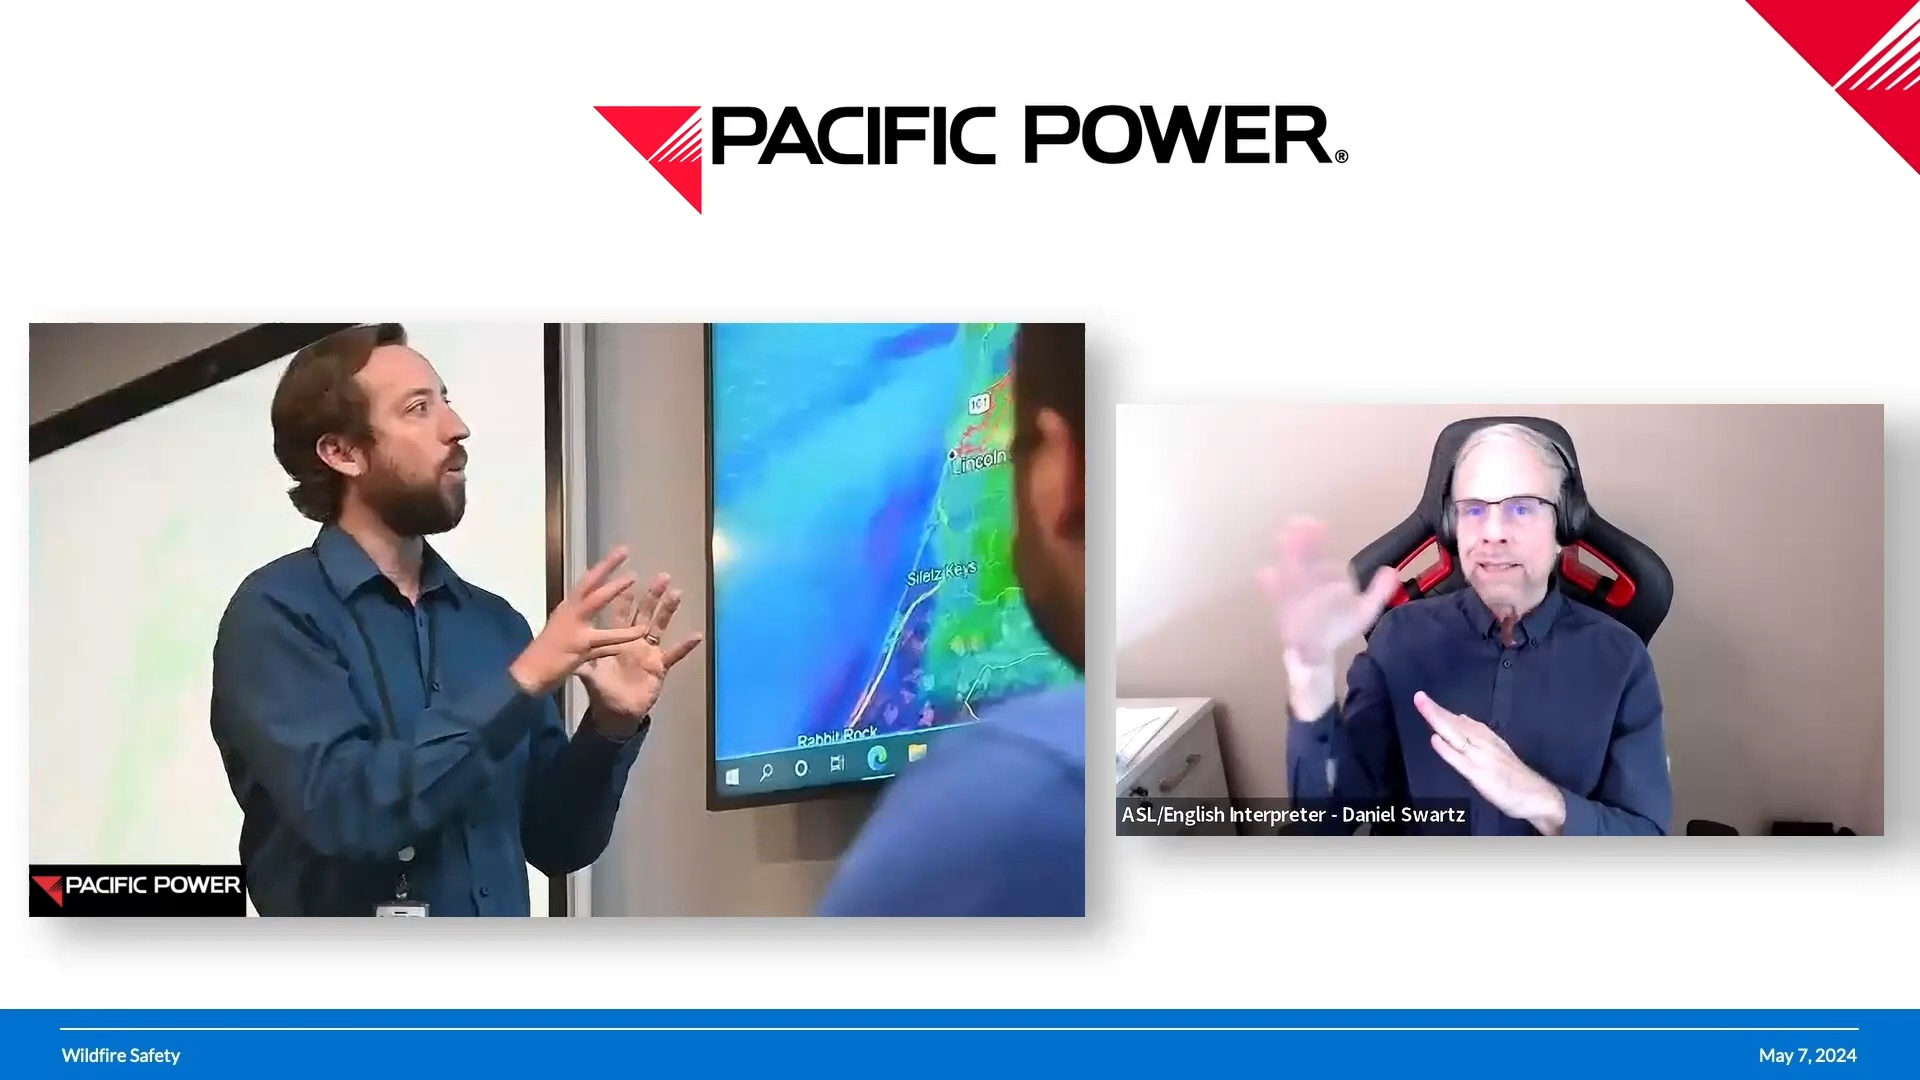 PACIFIC POWER®
101
Lincoln
Siletz Keys
Rabbit Rock
PACIFIC POWER
ASL/English Interpreter - Daniel Swartz
Wildfire Safety
May 7, 2024